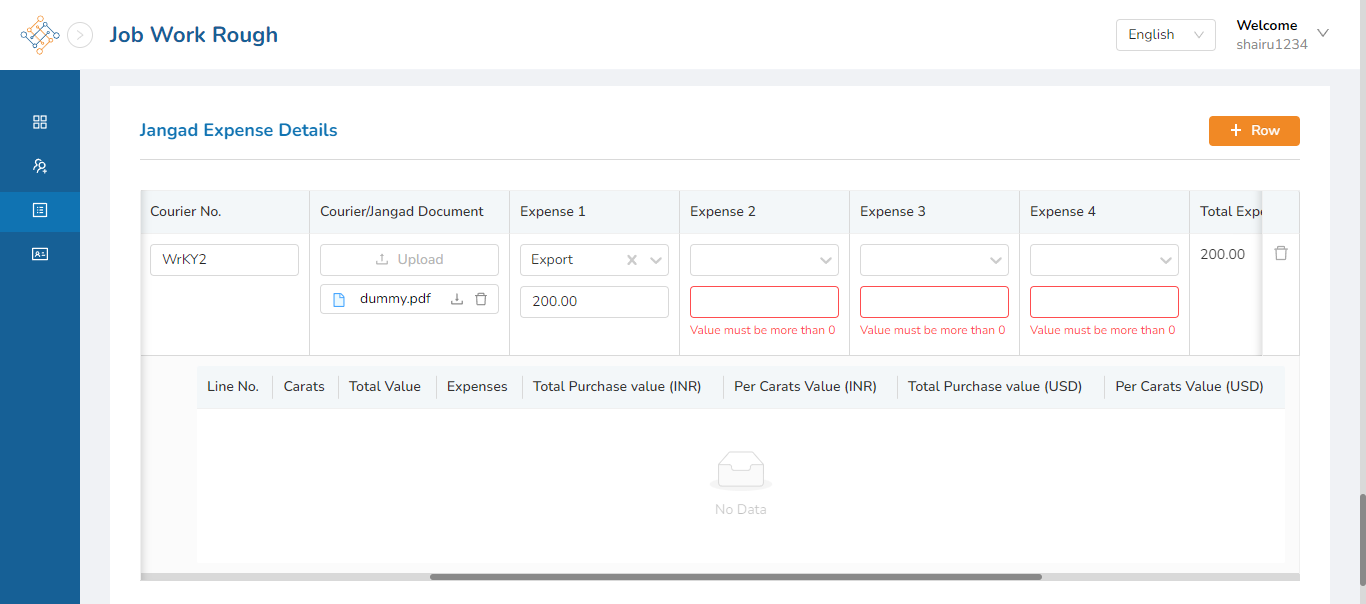 Job Work Rough
English
Welcome
shairu1234
Jangad Expense Details
+ Row
Courier No. Courier/Jangad Document Expense 1 Expense 2 Expense 3 Expense 4 Total Expe
WrKY2 Upload Export 200.00
dummy.pdf 200.00
Value must be more than 0 Value must be more than 0 Value must be more than 0
Line No. Carats Total Value Expenses Total Purchase value (INR) Per Carats Value (INR) Total Purchase value (USD) Per Carats Value (USD)
No Data